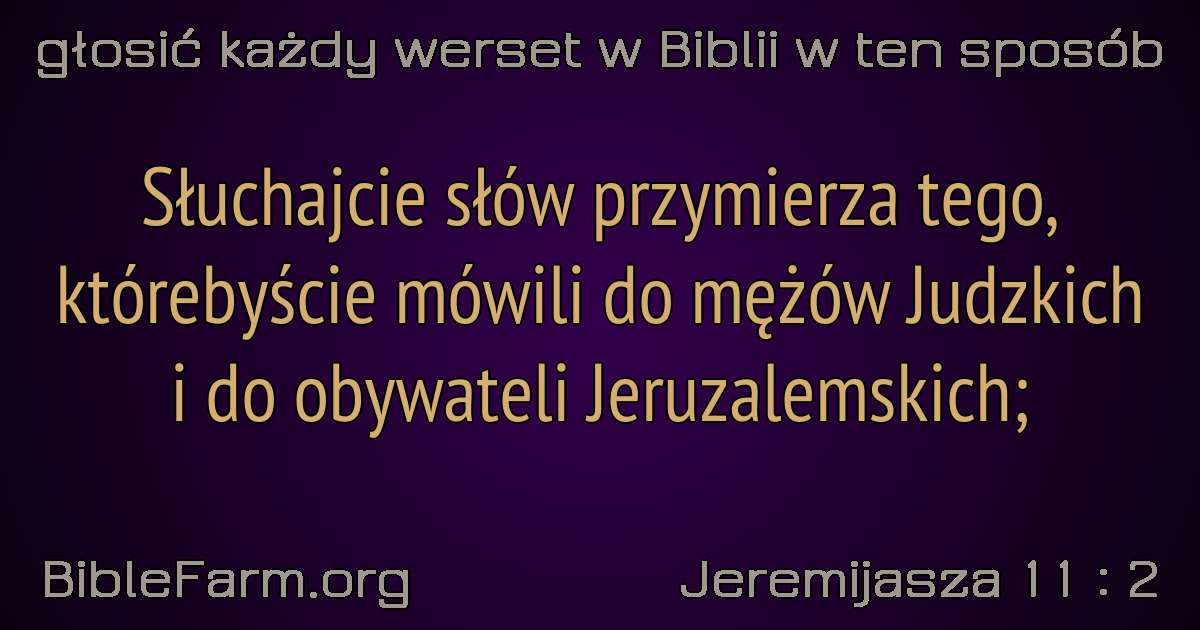 głosić każdy werset w Biblii w ten sposób
Słuchajcie słów przymierza tego,
którebyście mówili do mężów Judzkich
i do obywateli Jeruzalemskich;
BibleFarm.org
Jeremijasza 11 : 2